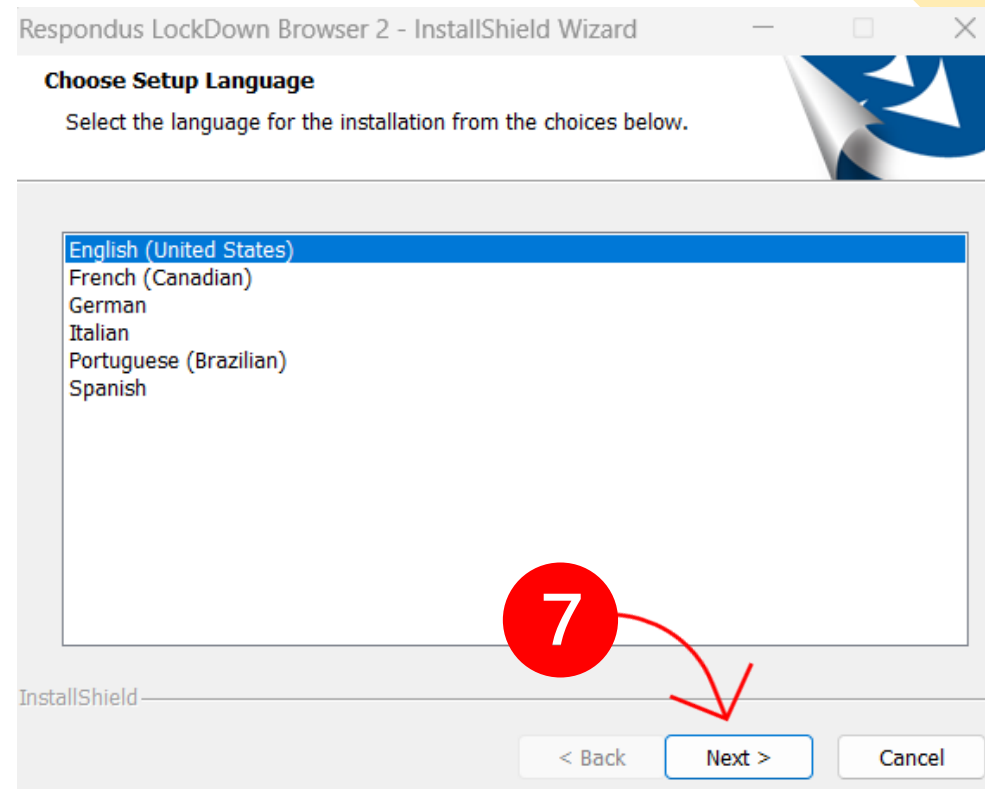 Respondus LockDown Browser 2 - InstallShield Wizard
Choose Setup Language
Select the language for the installation from the choices below.
English (United States)
French (Canadian)
German
Italian
Portuguese (Brazilian)
Spanish
7
InstallShield
< Back Next > Cancel